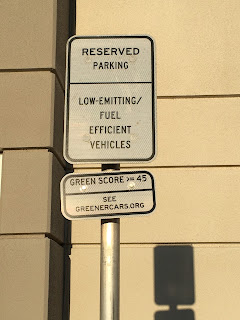 RESERVED
PARKING
LOW-EMITTING/
FUEL
EFFICIENT
VEHICLES
GREEN SCORE >= 45
SEE
GREENERCARS.ORG